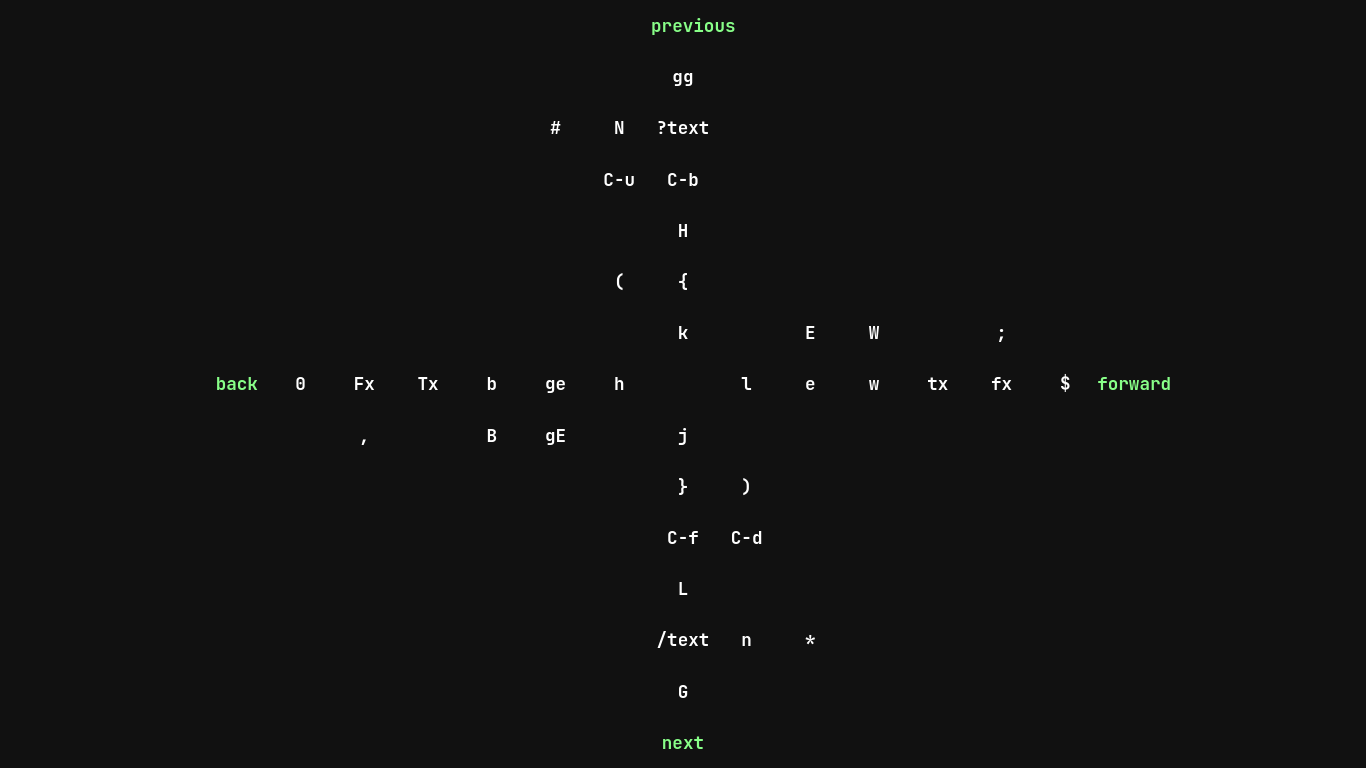 previous
gg
# N ?text
C-u C-b
H
( {
k E W ;
back 0 Fx Tx b ge h l e w tx fx $ forward
, B gE j
} )
C-f C-d
L
/text n *
G
next